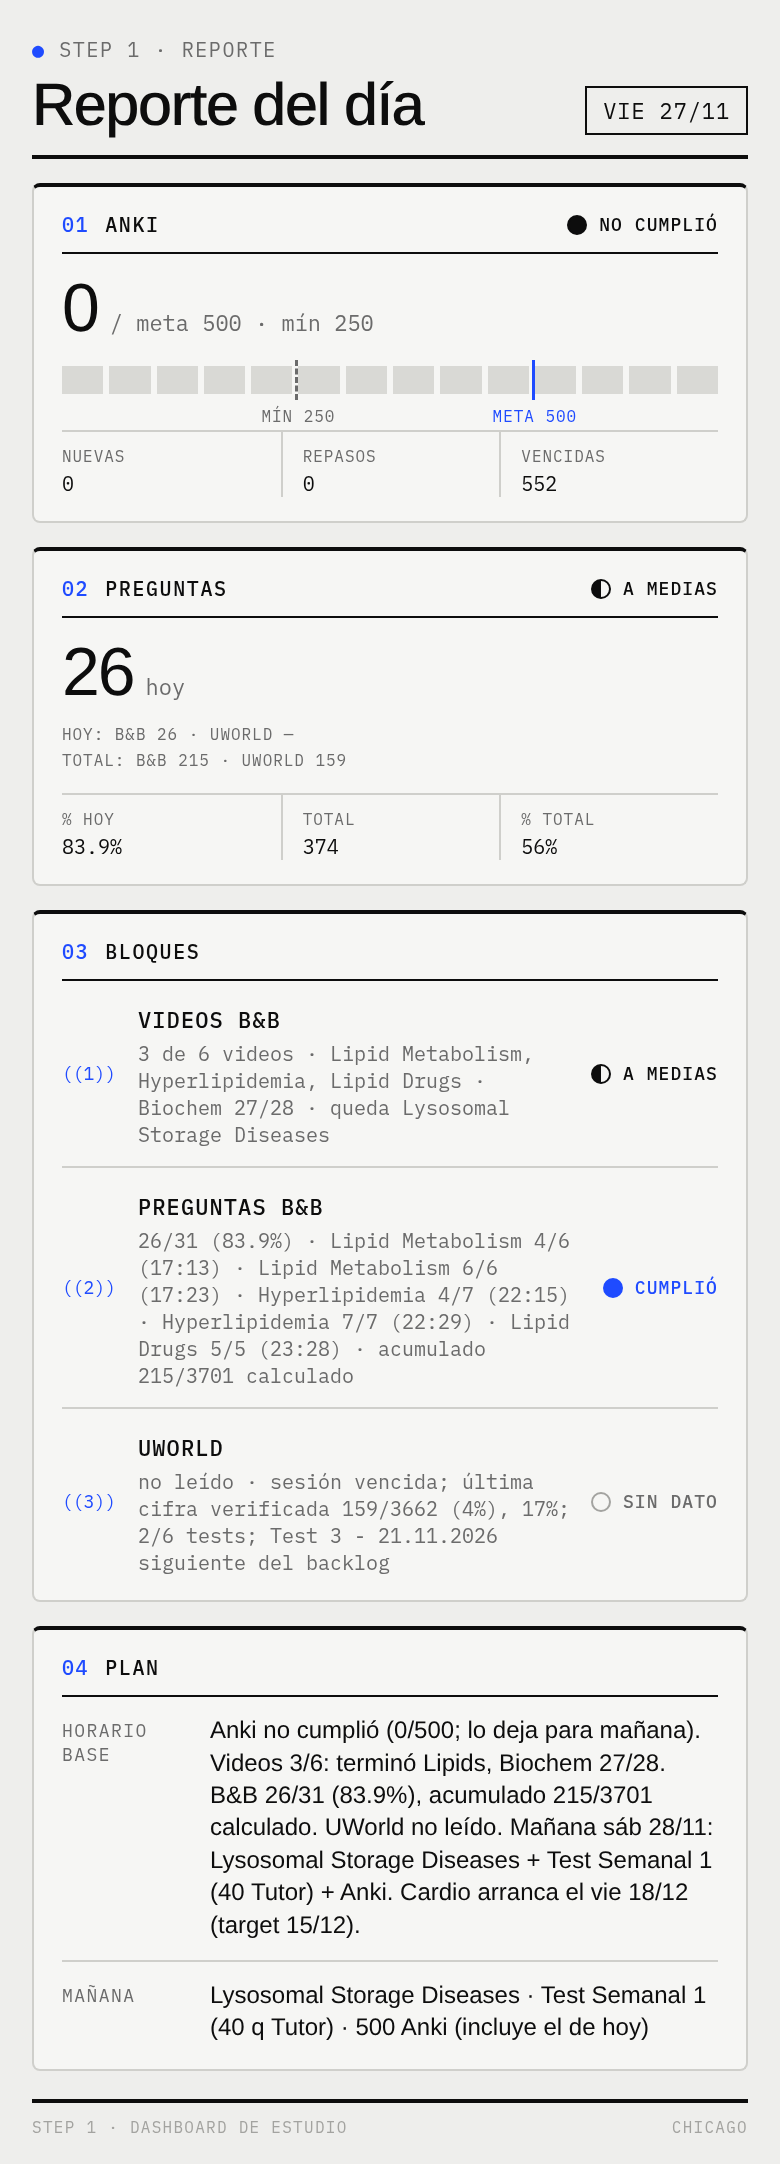 STEP 1 · REPORTE
Reporte del día
VIE 27/11
01 ANKI
NO CUMPLIÓ
0 / meta 500 · mín 250
MÍN 250
META 500
NUEVAS
REPASOS
VENCIDAS
0
0
552
02 PREGUNTAS
A MEDIAS
26 hoy
HOY: B&B 26 · UWORLD —
TOTAL: B&B 215 · UWORLD 159
% HOY
TOTAL
% TOTAL
83.9%
374
56%
03 BLOQUES
((1))
VIDEOS B&B
3 de 6 videos · Lipid Metabolism,
Hyperlipidemia, Lipid Drugs ·
Biochem 27/28 · queda Lysosomal
Storage Diseases
A MEDIAS
((2))
PREGUNTAS B&B
26/31 (83.9%) · Lipid Metabolism 4/6
(17:13) · Lipid Metabolism 6/6
(17:23) · Hyperlipidemia 4/7 (22:15)
· Hyperlipidemia 7/7 (22:29) · Lipid
Drugs 5/5 (23:28) · acumulado
215/3701 calculado
CUMPLIÓ
((3))
UWORLD
no leído · sesión vencida; última
cifra verificada 159/3662 (4%), 17%;
2/6 tests; Test 3 - 21.11.2026
siguiente del backlog
SIN DATO
04 PLAN
HORARIO
BASE
Anki no cumplió (0/500; lo deja para mañana).
Videos 3/6: terminó Lipids, Biochem 27/28.
B&B 26/31 (83.9%), acumulado 215/3701
calculado. UWorld no leído. Mañana sáb 28/11:
Lysosomal Storage Diseases + Test Semanal 1
(40 Tutor) + Anki. Cardio arranca el vie 18/12
(target 15/12).
MAÑANA
Lysosomal Storage Diseases · Test Semanal 1
(40 q Tutor) · 500 Anki (incluye el de hoy)
STEP 1 · DASHBOARD DE ESTUDIO
CHICAGO